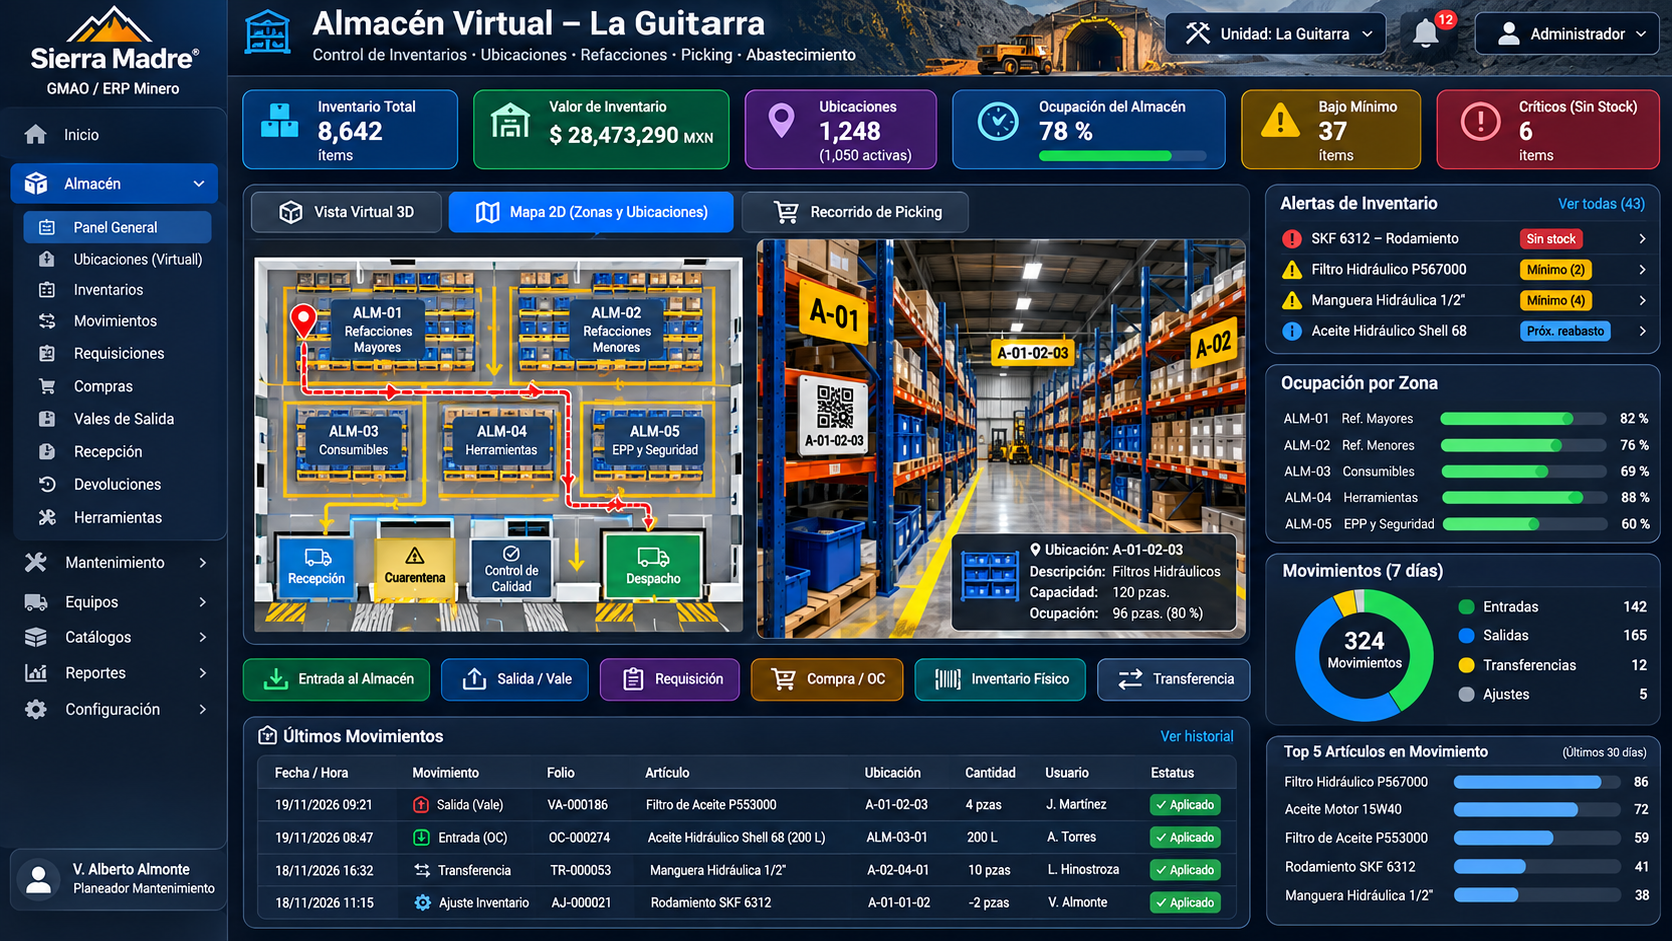 Sierra Madre®
GMAO / ERP Minero
Inicio
Almacén
Panel General
Ubicaciones (Virtuall)
Inventarios
Movimientos
Requisiciones
Compras
Vales de Salida
Recepción
Devoluciones
Herramientas
Mantenimiento
Equipos
Catálogos
Reportes
Configuración
V. Alberto Almonte
Planeador Mantenimiento
Almacén Virtual – La Guitarra
Control de Inventarios · Ubicaciones · Refacciones · Picking · Abastecimiento
Unidad: La Guitarra
12
Administrador
Inventario Total
8,642
ítems
Valor de Inventario
$ 28,473,290 MXN
Ubicaciones
1,248
(1,050 activas)
Ocupación del Almacén
78 %
Bajo Mínimo
37
ítems
Críticos (Sin Stock)
6
ítems
Vista Virtual 3D
Mapa 2D (Zonas y Ubicaciones)
Recorrido de Picking
ALM-01
Refacciones
Mayores
ALM-02
Refacciones
Menores
ALM-03
Consumibles
ALM-04
Herramientas
ALM-05
EPP y Seguridad
Recepción
Cuarentena
Control de
Calidad
Despacho
A-01
A-01-02-03
A-02
A-01-02-03
Ubicación: A-01-02-03
Descripción: Filtros Hidráulicos
Capacidad: 120 pzas.
Ocupación: 96 pzas. (80 %)
Entrada al Almacén
Salida / Vale
Requisición
Compra / OC
Inventario Físico
Transferencia
Últimos Movimientos
Ver historial
Fecha / Hora Movimiento Folio Artículo Ubicación Cantidad Usuario Estatus
19/11/2026 09:21 Salida (Vale) VA-000186 Filtro de Aceite P553000 A-01-02-03 4 pzas J. Martínez Aplicado
19/11/2026 08:47 Entrada (OC) OC-000274 Aceite Hidráulico Shell 68 (200 L) ALM-03-01 200 L A. Torres Aplicado
18/11/2026 16:32 Transferencia TR-000053 Manguera Hidráulica 1/2" A-02-04-01 10 pzas L. Hinostroza Aplicado
18/11/2026 11:15 Ajuste Inventario AJ-000021 Rodamiento SKF 6312 A-01-01-02 -2 pzas V. Almonte Aplicado
Alertas de Inventario
Ver todas (43)
SKF 6312 – Rodamiento Sin stock
Filtro Hidráulico P567000 Mínimo (2)
Manguera Hidráulica 1/2" Mínimo (4)
Aceite Hidráulico Shell 68 Próx. reabasto
Ocupación por Zona
ALM-01 Ref. Mayores 82 %
ALM-02 Ref. Menores 76 %
ALM-03 Consumibles 69 %
ALM-04 Herramientas 88 %
ALM-05 EPP y Seguridad 60 %
Movimientos (7 días)
324
Movimientos
Entradas 142
Salidas 165
Transferencias 12
Ajustes 5
Top 5 Artículos en Movimiento (Últimos 30 días)
Filtro Hidráulico P567000 86
Aceite Motor 15W40 72
Filtro de Aceite P553000 59
Rodamiento SKF 6312 41
Manguera Hidráulica 1/2" 38